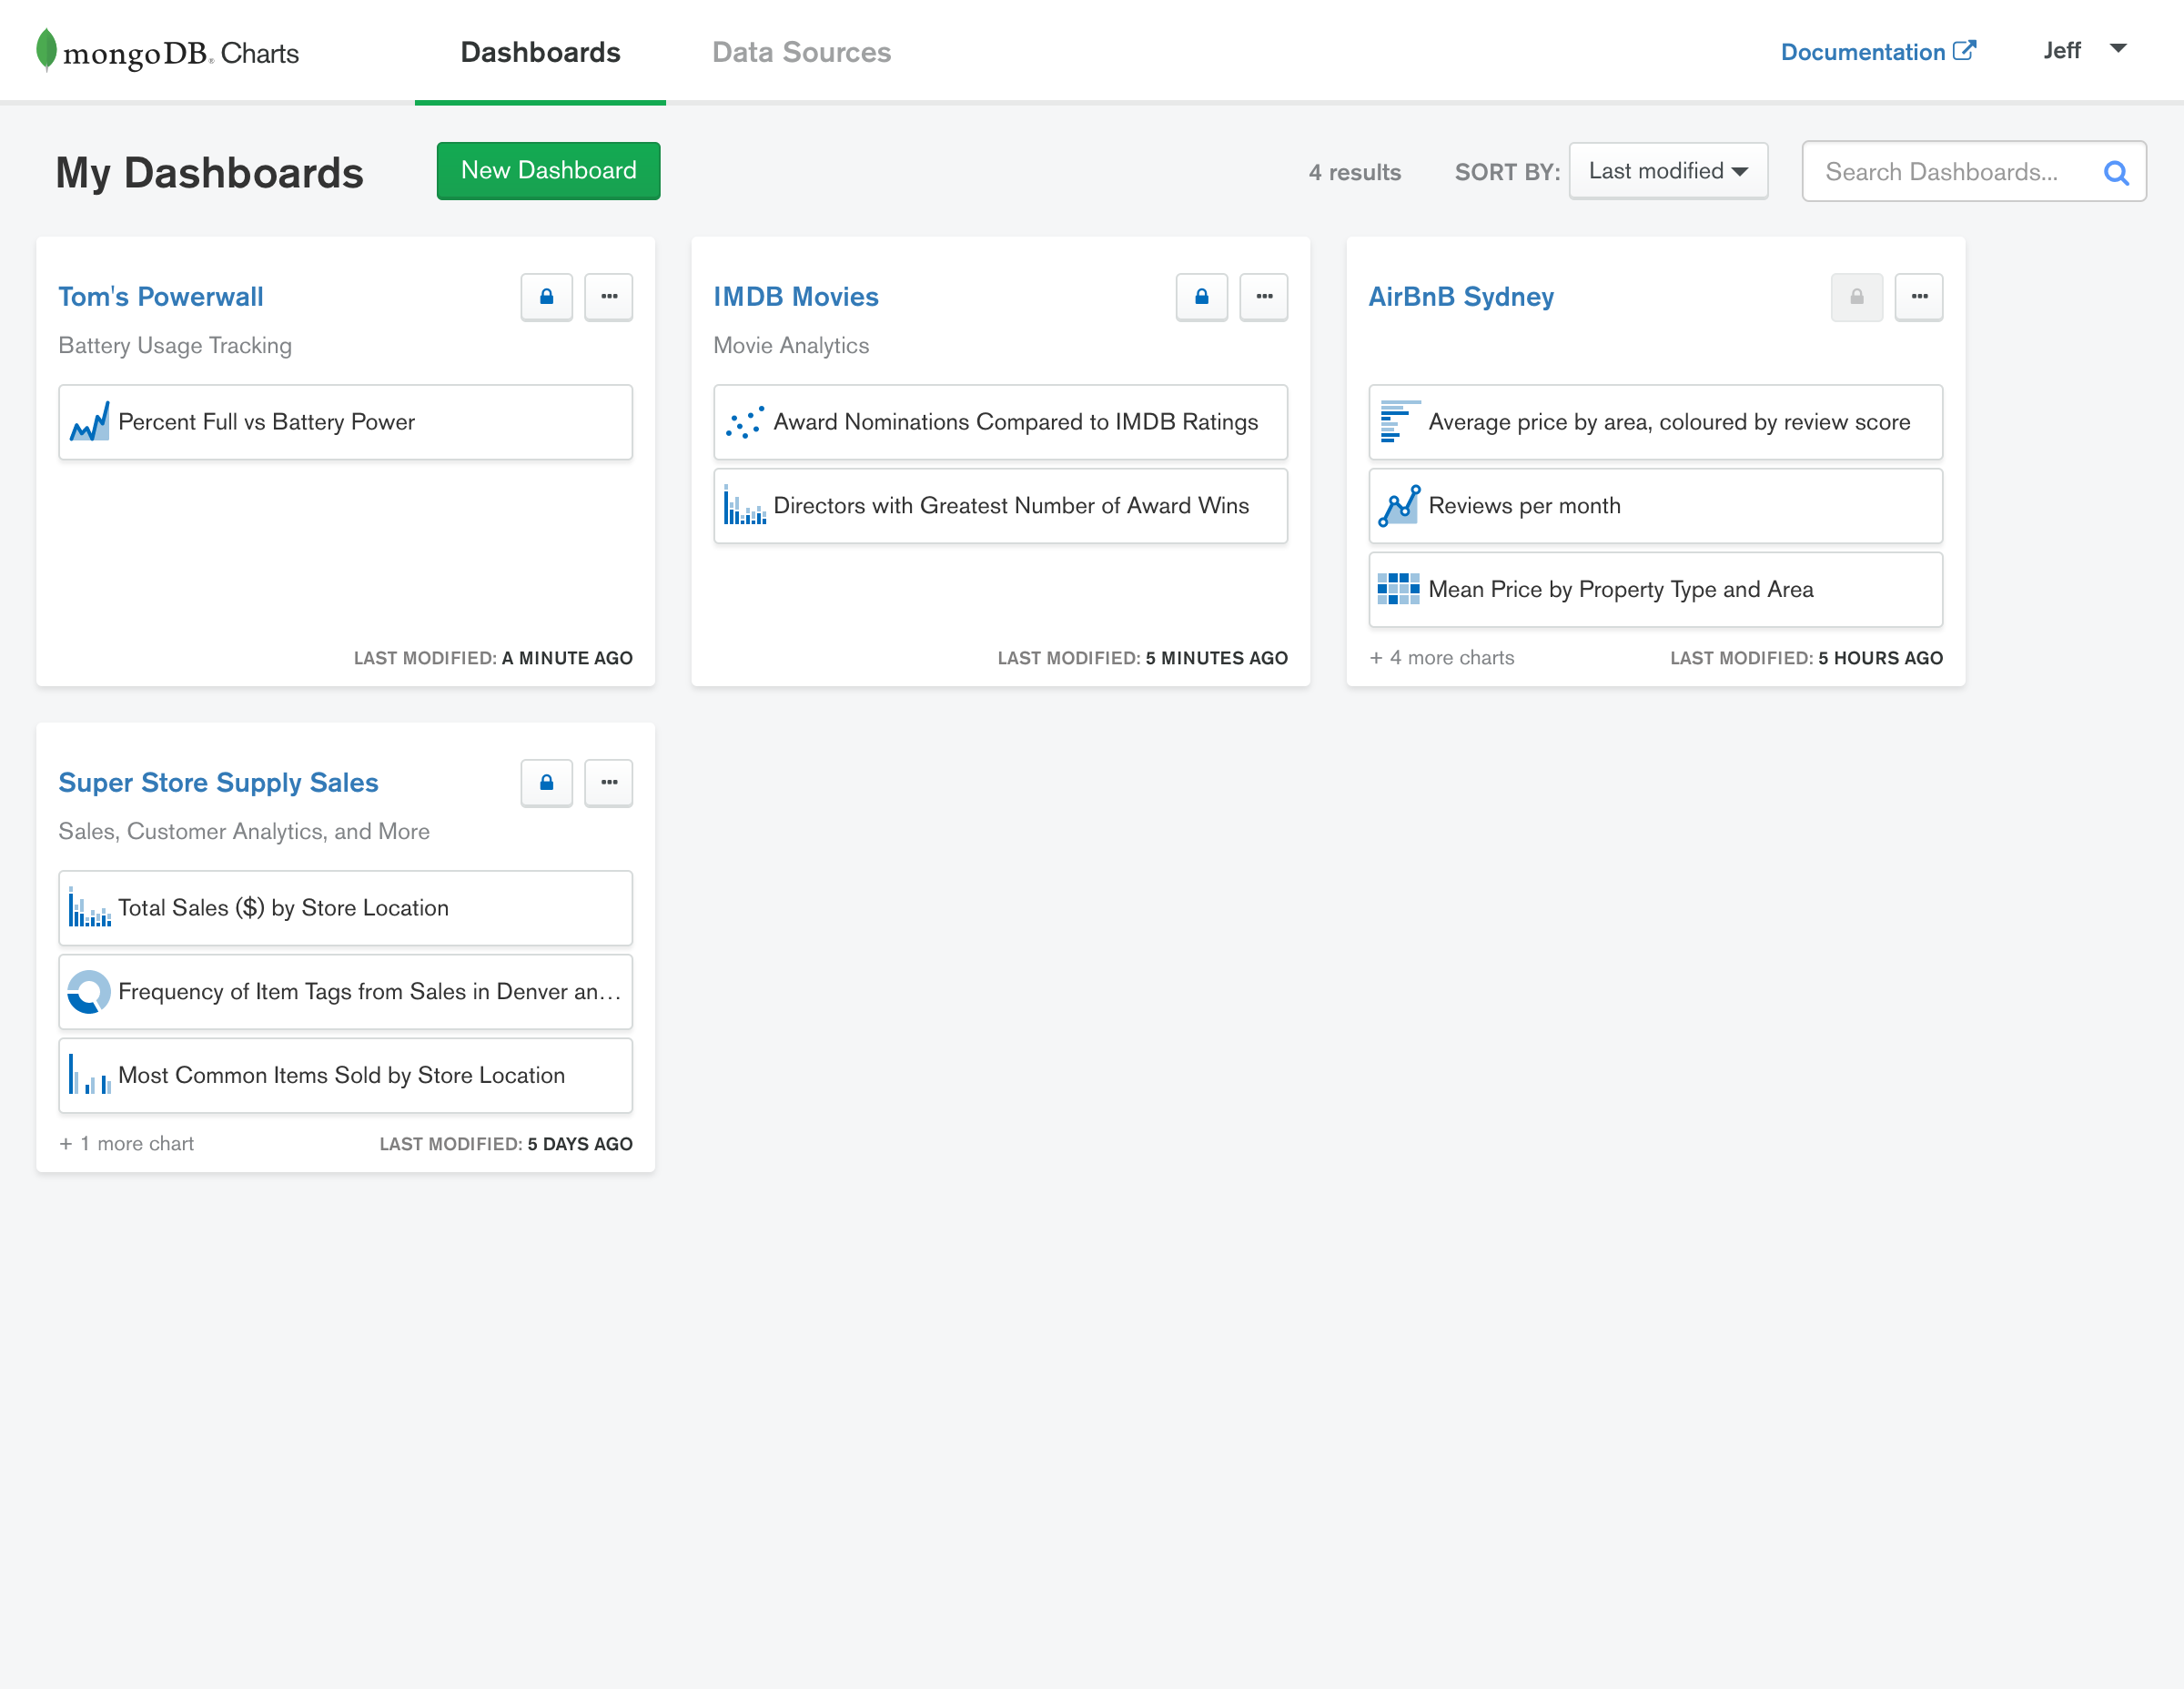 mongoDB. Charts
Dashboards
Data Sources
Documentation
Jeff
My Dashboards
New Dashboard
4 results
SORT BY:
Last modified
Search Dashboards...
Tom's Powerwall
Battery Usage Tracking
Percent Full vs Battery Power
LAST MODIFIED: A MINUTE AGO
IMDB Movies
Movie Analytics
Award Nominations Compared to IMDB Ratings
Directors with Greatest Number of Award Wins
LAST MODIFIED: 5 MINUTES AGO
AirBnB Sydney
Average price by area, coloured by review score
Reviews per month
Mean Price by Property Type and Area
+ 4 more charts
LAST MODIFIED: 5 HOURS AGO
Super Store Supply Sales
Sales, Customer Analytics, and More
Total Sales ($) by Store Location
Frequency of Item Tags from Sales in Denver an...
Most Common Items Sold by Store Location
+ 1 more chart
LAST MODIFIED: 5 DAYS AGO